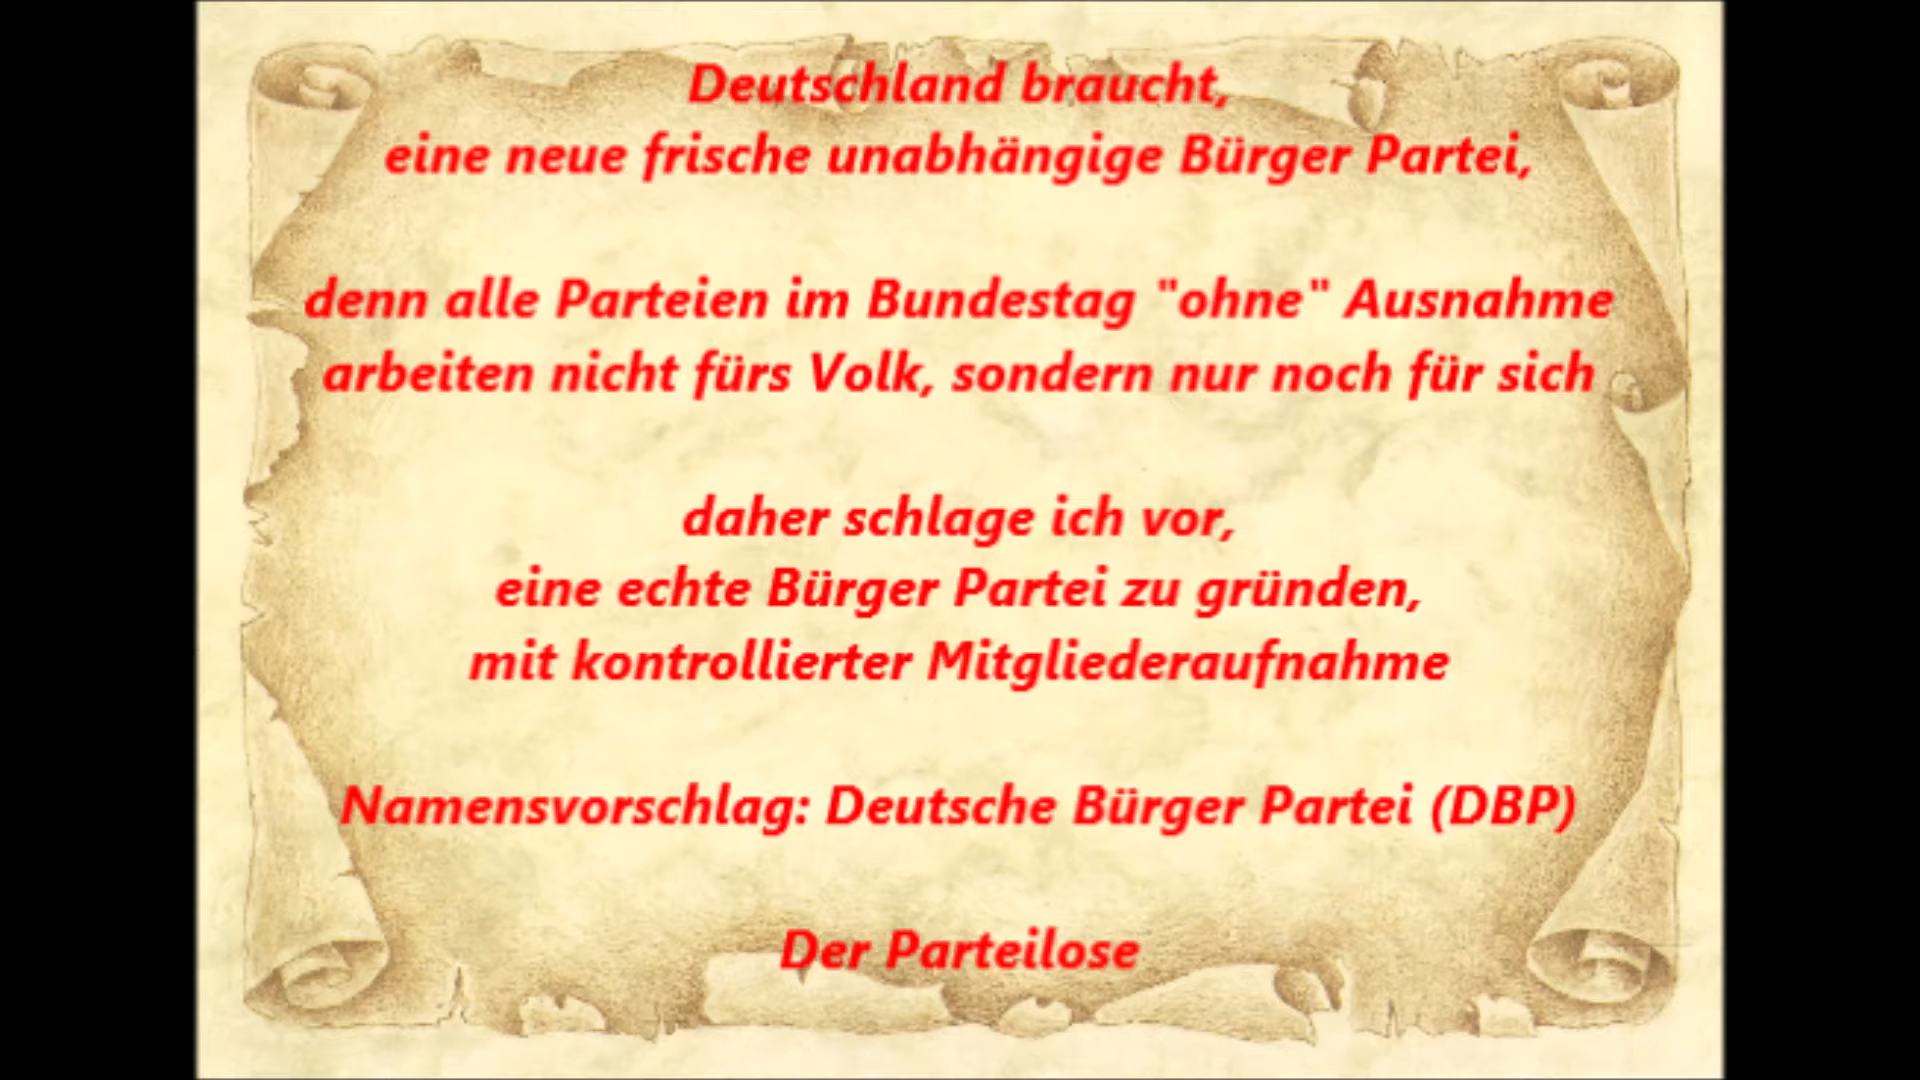 Deutschland braucht,
eine neue frische unabhängige Bürger Partei,
denn alle Parteien im Bundestag "ohne" Ausnahme
arbeiten nicht fürs Volk, sondern nur noch für sich
daher schlage ich vor,
eine echte Bürger Partei zu gründen,
mit kontrollierter Mitgliederaufnahme
Namensvorschlag: Deutsche Bürger Partei (DBP)
Der Parteilose